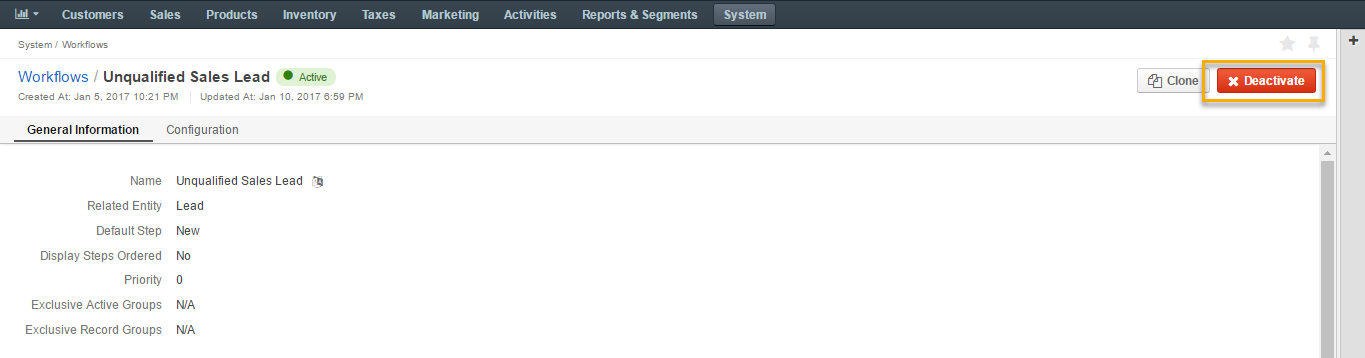 Customers Sales Products Inventory Taxes Marketing Activities Reports & Segments System
System / Workflows
Workflows / Unqualified Sales Lead Active
Clone Deactivate
Created At: Jan 5, 2017 10:21 PM Updated At: Jan 10, 2017 6:59 PM
General Information Configuration
Name Unqualified Sales Lead
Related Entity Lead
Default Step New
Display Steps Ordered No
Priority 0
Exclusive Active Groups N/A
Exclusive Record Groups N/A